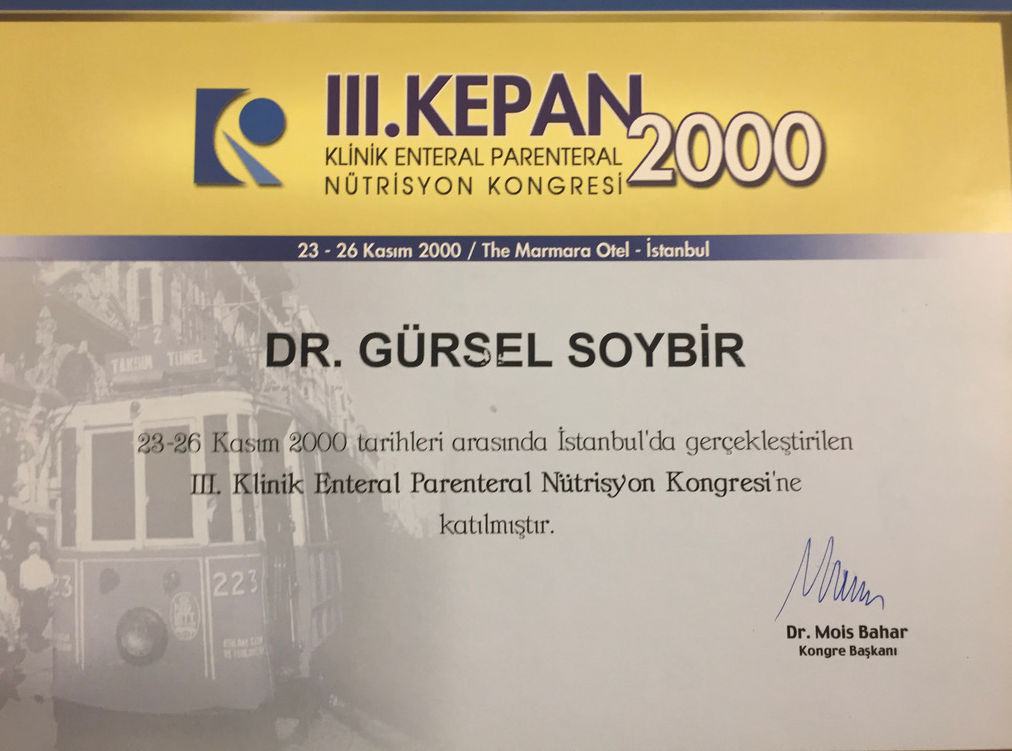 III.KEPAN 2000
KLİNİK ENTERAL PARENTERAL
NÜTRİSYON KONGRESİ
23 - 26 Kasım 2000 / The Marmara Otel - İstanbul
DR. GÜRSEL SOYBİR
TAKSİM TÜNEL
23-26 Kasım 2000 tarihleri arasında İstanbul'da gerçekleştirilen
III. Klinik Enteral Parenteral Nütrisyon Kongresi'ne
katılmıştır.
223
Dr. Mois Bahar
Kongre Başkanı